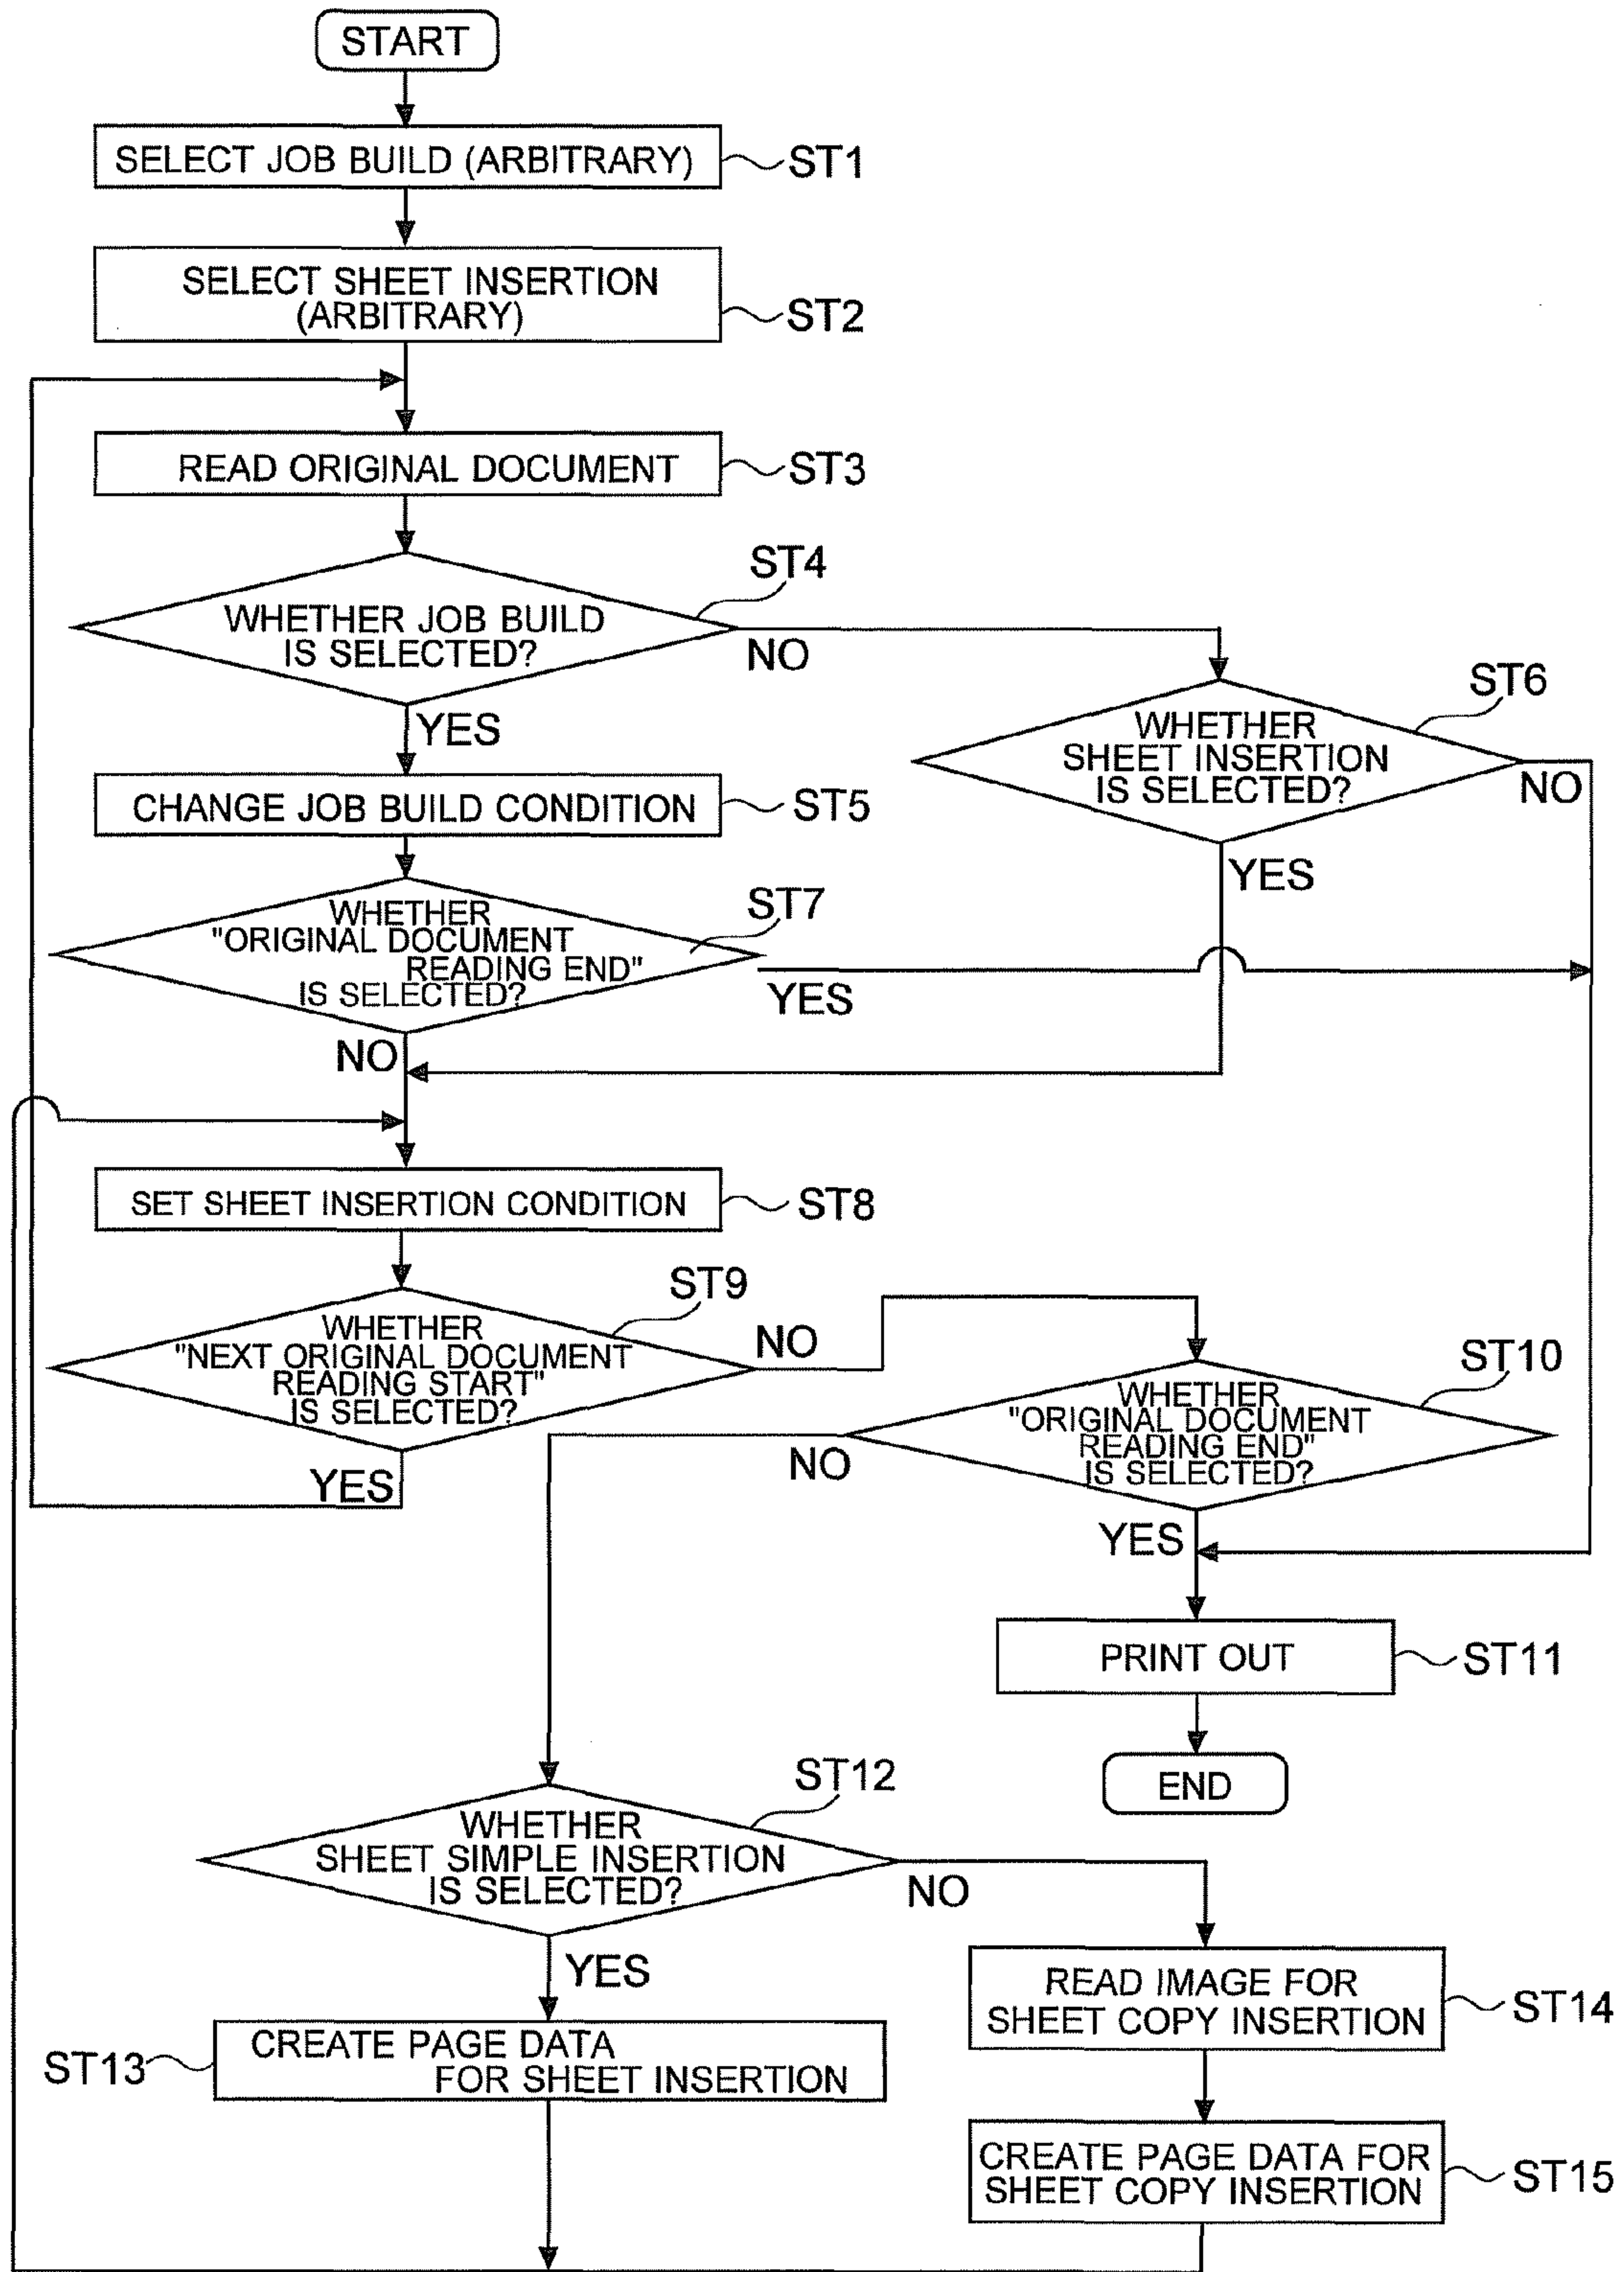 START
SELECT JOB BUILD (ARBITRARY)
ST1
SELECT SHEET INSERTION
(ARBITRARY)
ST2
READ ORIGINAL DOCUMENT
ST3
ST4
WHETHER JOB BUILD
IS SELECTED?
NO
YES
ST6
WHETHER
SHEET INSERTION
IS SELECTED?
NO
YES
CHANGE JOB BUILD CONDITION
ST5
ST7
WHETHER
"ORIGINAL DOCUMENT
READING END"
IS SELECTED?
YES
NO
SET SHEET INSERTION CONDITION
ST8
ST9
WHETHER
"NEXT ORIGINAL DOCUMENT
READING START"
IS SELECTED?
NO
YES
ST10
WHETHER
"ORIGINAL DOCUMENT
READING END"
IS SELECTED?
NO
YES
PRINT OUT
ST11
END
ST12
WHETHER
SHEET SIMPLE INSERTION
IS SELECTED?
NO
YES
READ IMAGE FOR
SHEET COPY INSERTION
ST14
CREATE PAGE DATA
FOR SHEET INSERTION
ST13
CREATE PAGE DATA FOR
SHEET COPY INSERTION
ST15